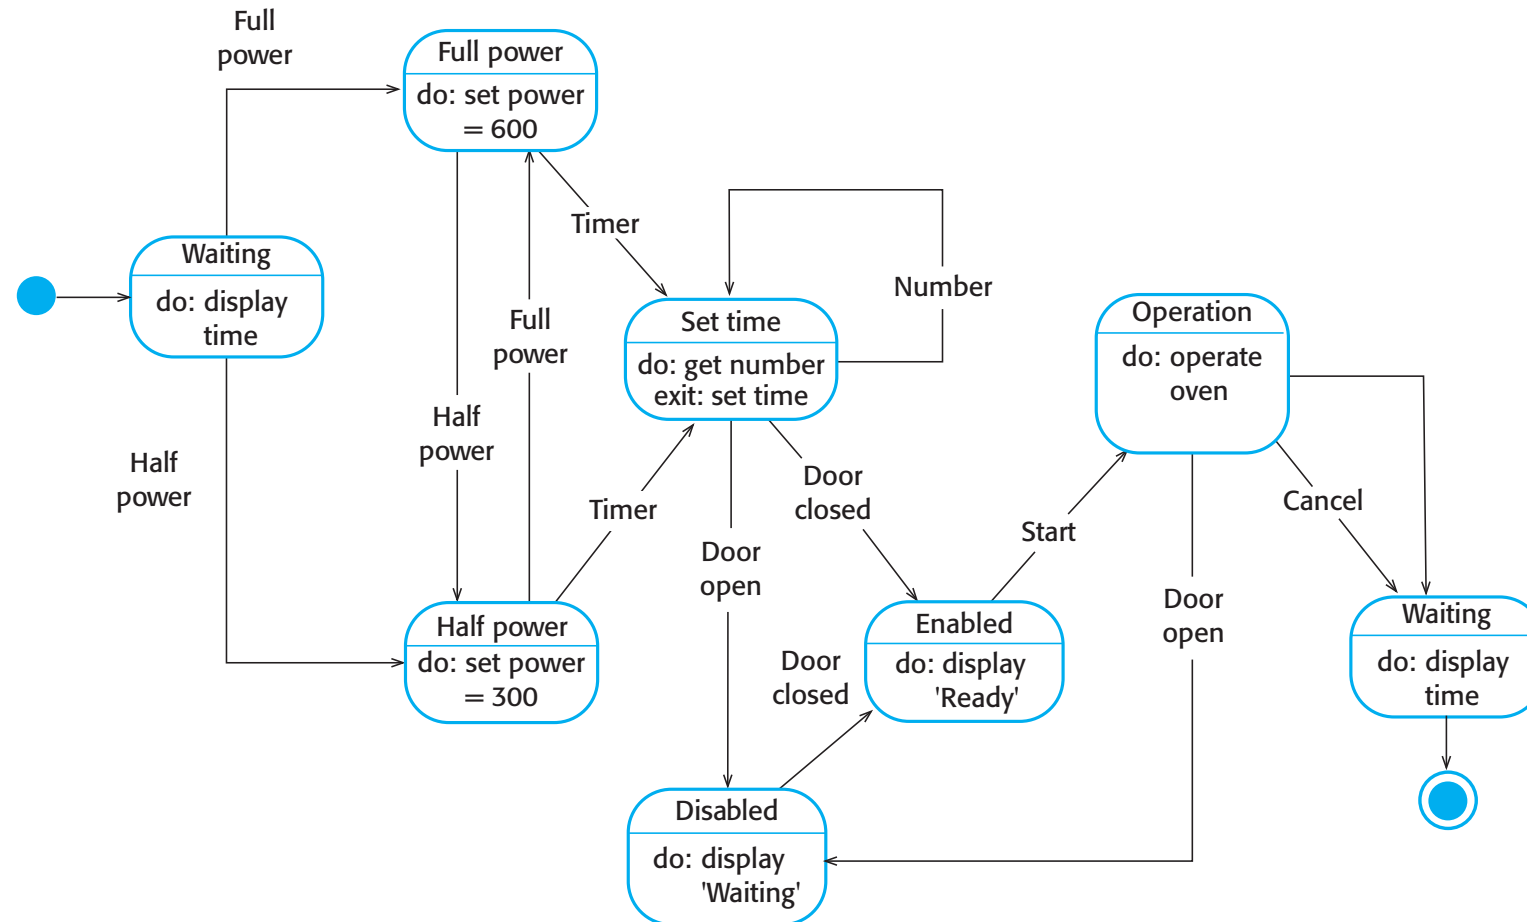 Full
power
Full power
do: set power
= 600
Timer
Waiting
do: display
time
Number
Full
power
Set time
do: get number
exit: set time
Operation
do: operate
oven
Half
power
Half
power
Timer
Door
closed
Cancel
Start
Door
open
Door
open
Half power
do: set power
= 300
Enabled
do: display
'Ready'
Waiting
do: display
time
Door
closed
Disabled
do: display
'Waiting'